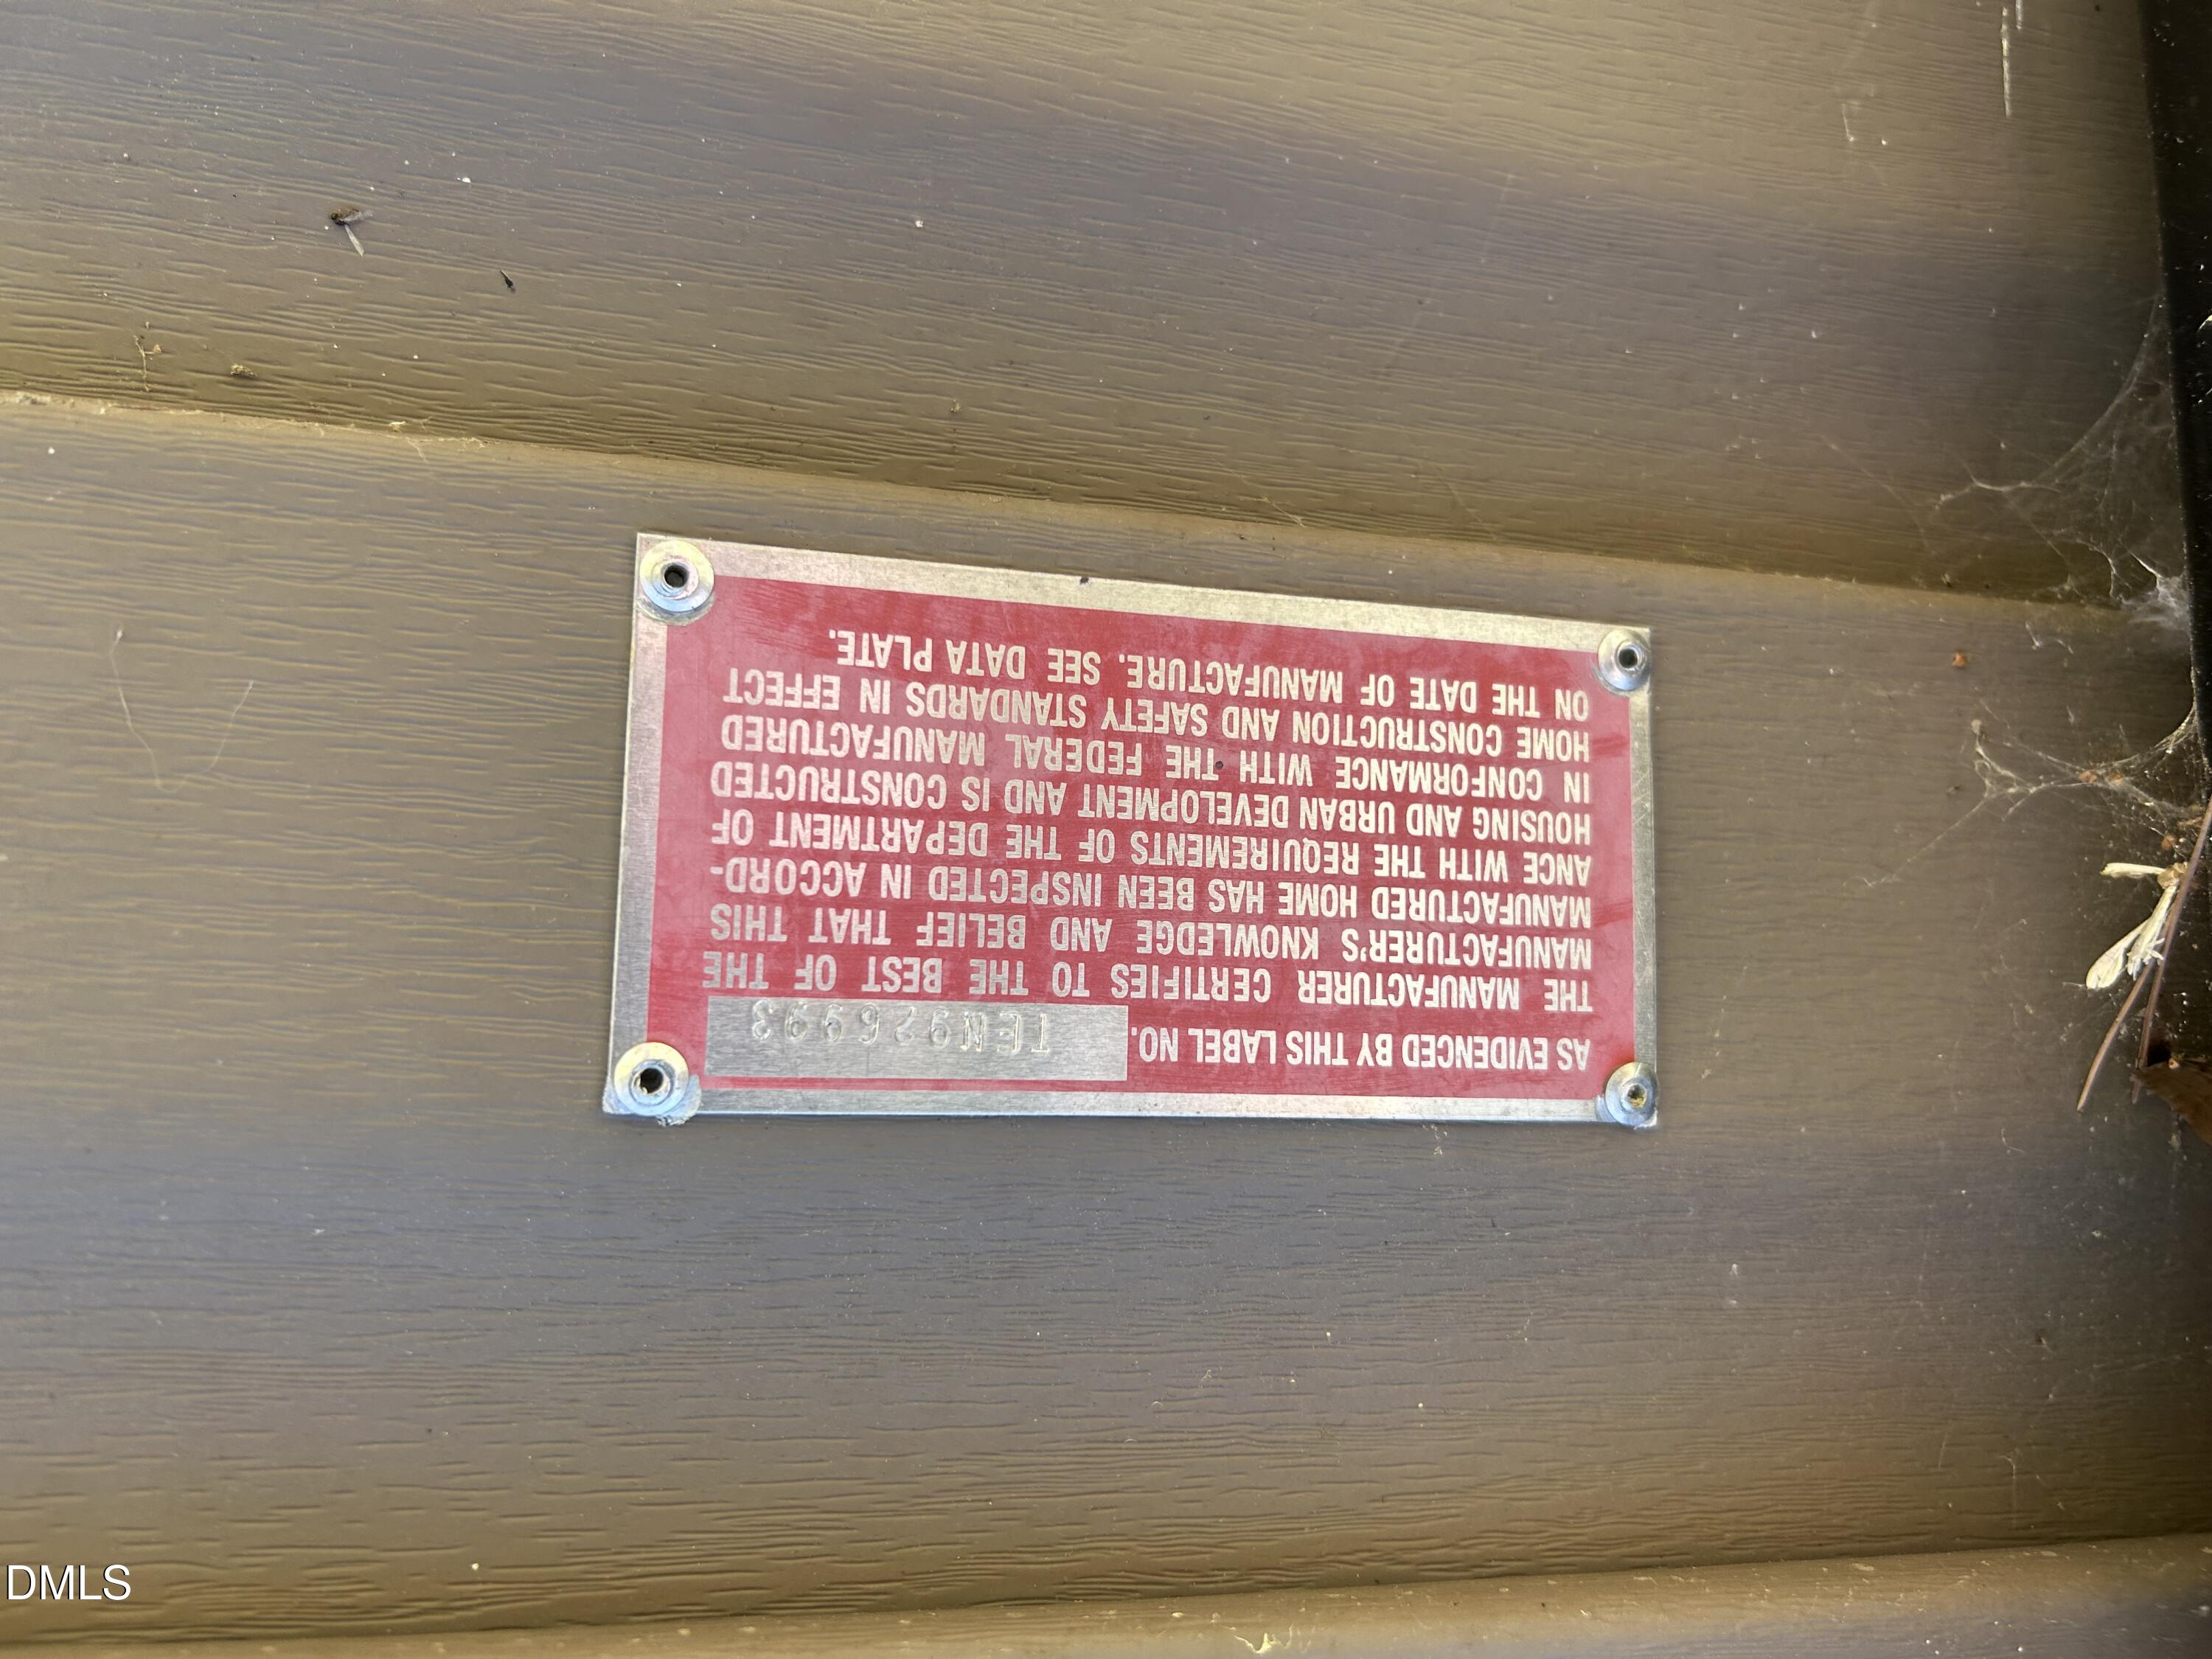 AS EVIDENCED BY THIS LABEL NO. TEN926993
THE MANUFACTURER CERTIFIES TO THE BEST OF THE
MANUFACTURER'S KNOWLEDGE AND BELIEF THAT THIS
MANUFACTURED HOME HAS BEEN INSPECTED IN ACCORD-
ANCE WITH THE REQUIREMENTS OF THE DEPARTMENT OF
HOUSING AND URBAN DEVELOPMENT AND IS CONSTRUCTED
IN CONFORMANCE WITH THE FEDERAL MANUFACTURED
HOME CONSTRUCTION AND SAFETY STANDARDS IN EFFECT
ON THE DATE OF MANUFACTURE. SEE DATA PLATE.
DMLS